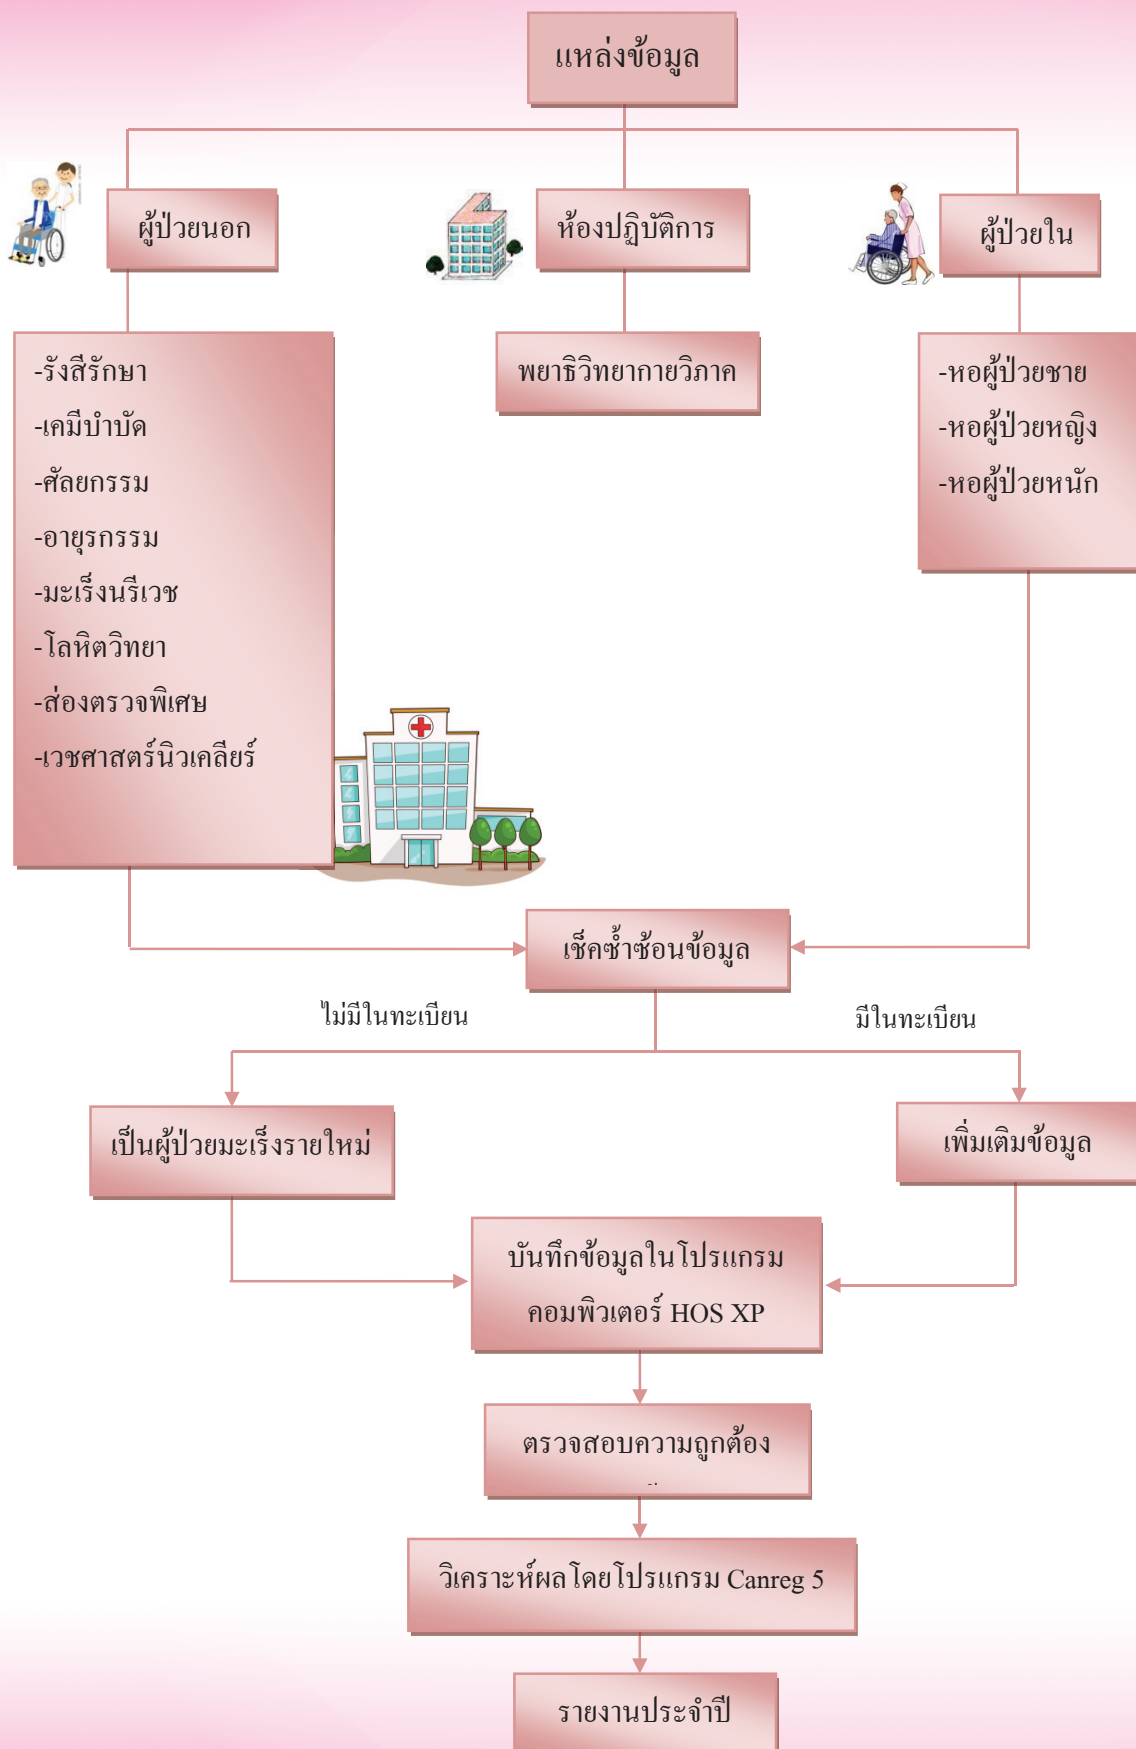 แหล่งข้อมูล
ผู้ป่วยนอก
ห้องปฏิบัติการ
ผู้ป่วยใน
-รังสีรักษา
-เคมีบำบัด
-ศัลยกรรม
-อายุรกรรม
-มะเร็งนรีเวช
-โลหิตวิทยา
-ส่องตรวจพิเศษ
-เวชศาสตร์นิวเคลียร์
พยาธิวิทยากายวิภาค
-หอผู้ป่วยชาย
-หอผู้ป่วยหญิง
-หอผู้ป่วยหนัก
เช็คซ้ำซ้อนข้อมูล
ไม่มีในทะเบียน
มีในทะเบียน
เป็นผู้ป่วยมะเร็งรายใหม่
เพิ่มเติมข้อมูล
บันทึกข้อมูลในโปรแกรม
คอมพิวเตอร์ HOS XP
ตรวจสอบความถูกต้อง
วิเคราะห์ผลโดยโปรแกรม Canreg 5
รายงานประจำปี